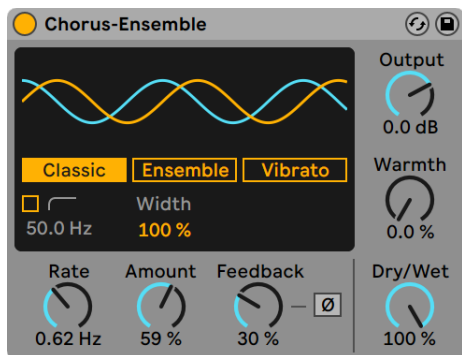 Chorus-Ensemble
Output
0.0 dB
Classic Ensemble Vibrato
Warmth
0.0 %
Width
50.0 Hz 100 %
Rate Amount Feedback Dry/Wet
Ø
0.62 Hz 59 % 30 % 100 %